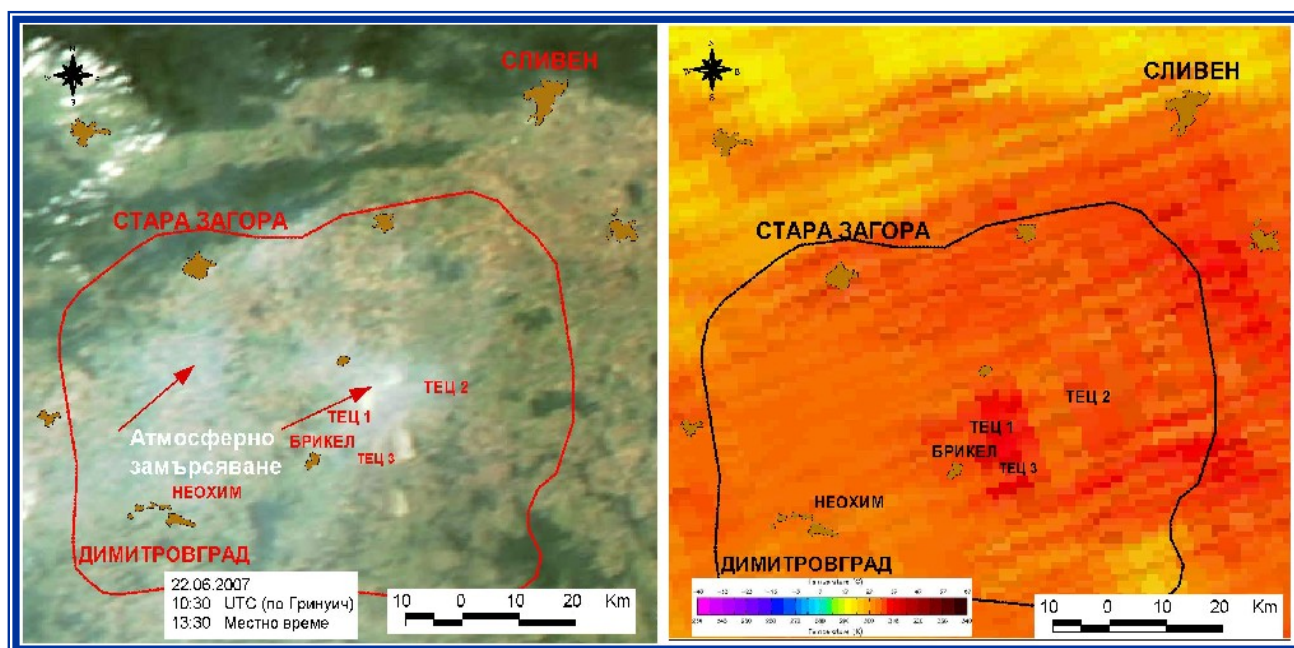 N
W
S
СЛИВЕН
СТАРА ЗАГОРА
ТЕЦ 2
ТЕЦ 1
Атмосферно
замърсяване
БРИКЕЛ
ТЕЦ 3
НЕОХИМ
ДИМИТРОВГРАД
22.06.2007
10:30 UTC (по Гринуич)
13:30 Местно време
10 0 10 20 Km
СЛИВЕН
СТАРА ЗАГОРА
ТЕЦ 2
ТЕЦ 1
БРИКЕЛ
ТЕЦ 3
НЕОХИМ
ДИМИТРОВГРАД
Temperature (C)
Temperature (K)
10 0 10 20 Km